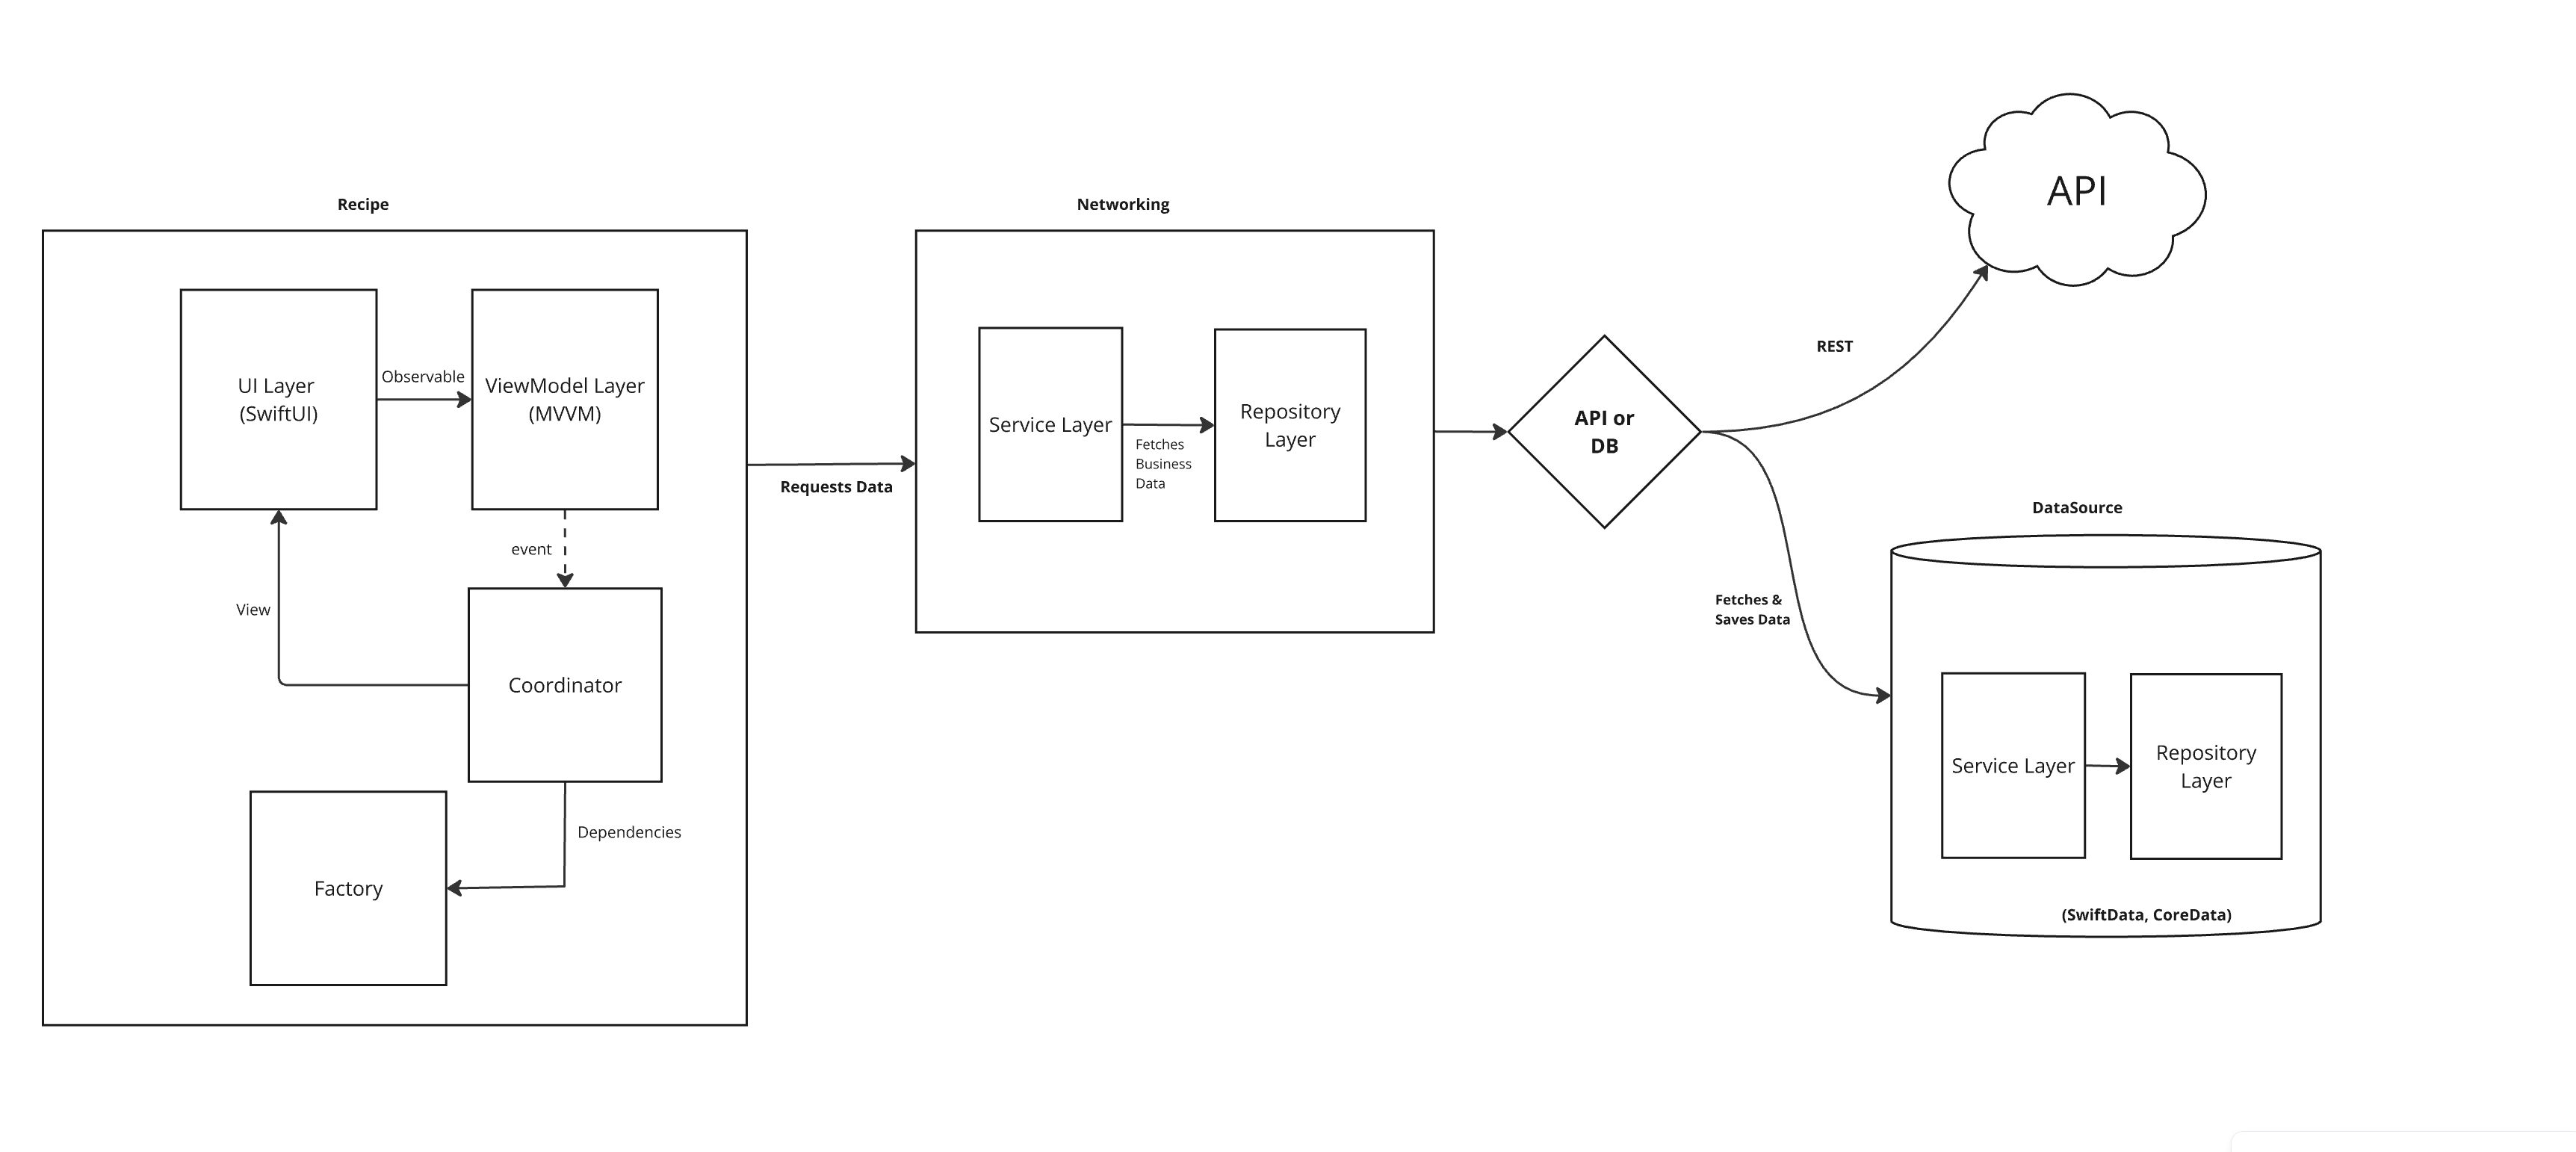 Recipe
UI Layer
(SwiftUI)
Observable
ViewModel Layer
(MVVM)
event
View
Coordinator
Dependencies
Factory
Requests Data
Networking
Service Layer
Fetches
Business
Data
Repository
Layer
API or
DB
REST
API
Fetches &
Saves Data
DataSource
Service Layer
Repository
Layer
(SwiftData, CoreData)